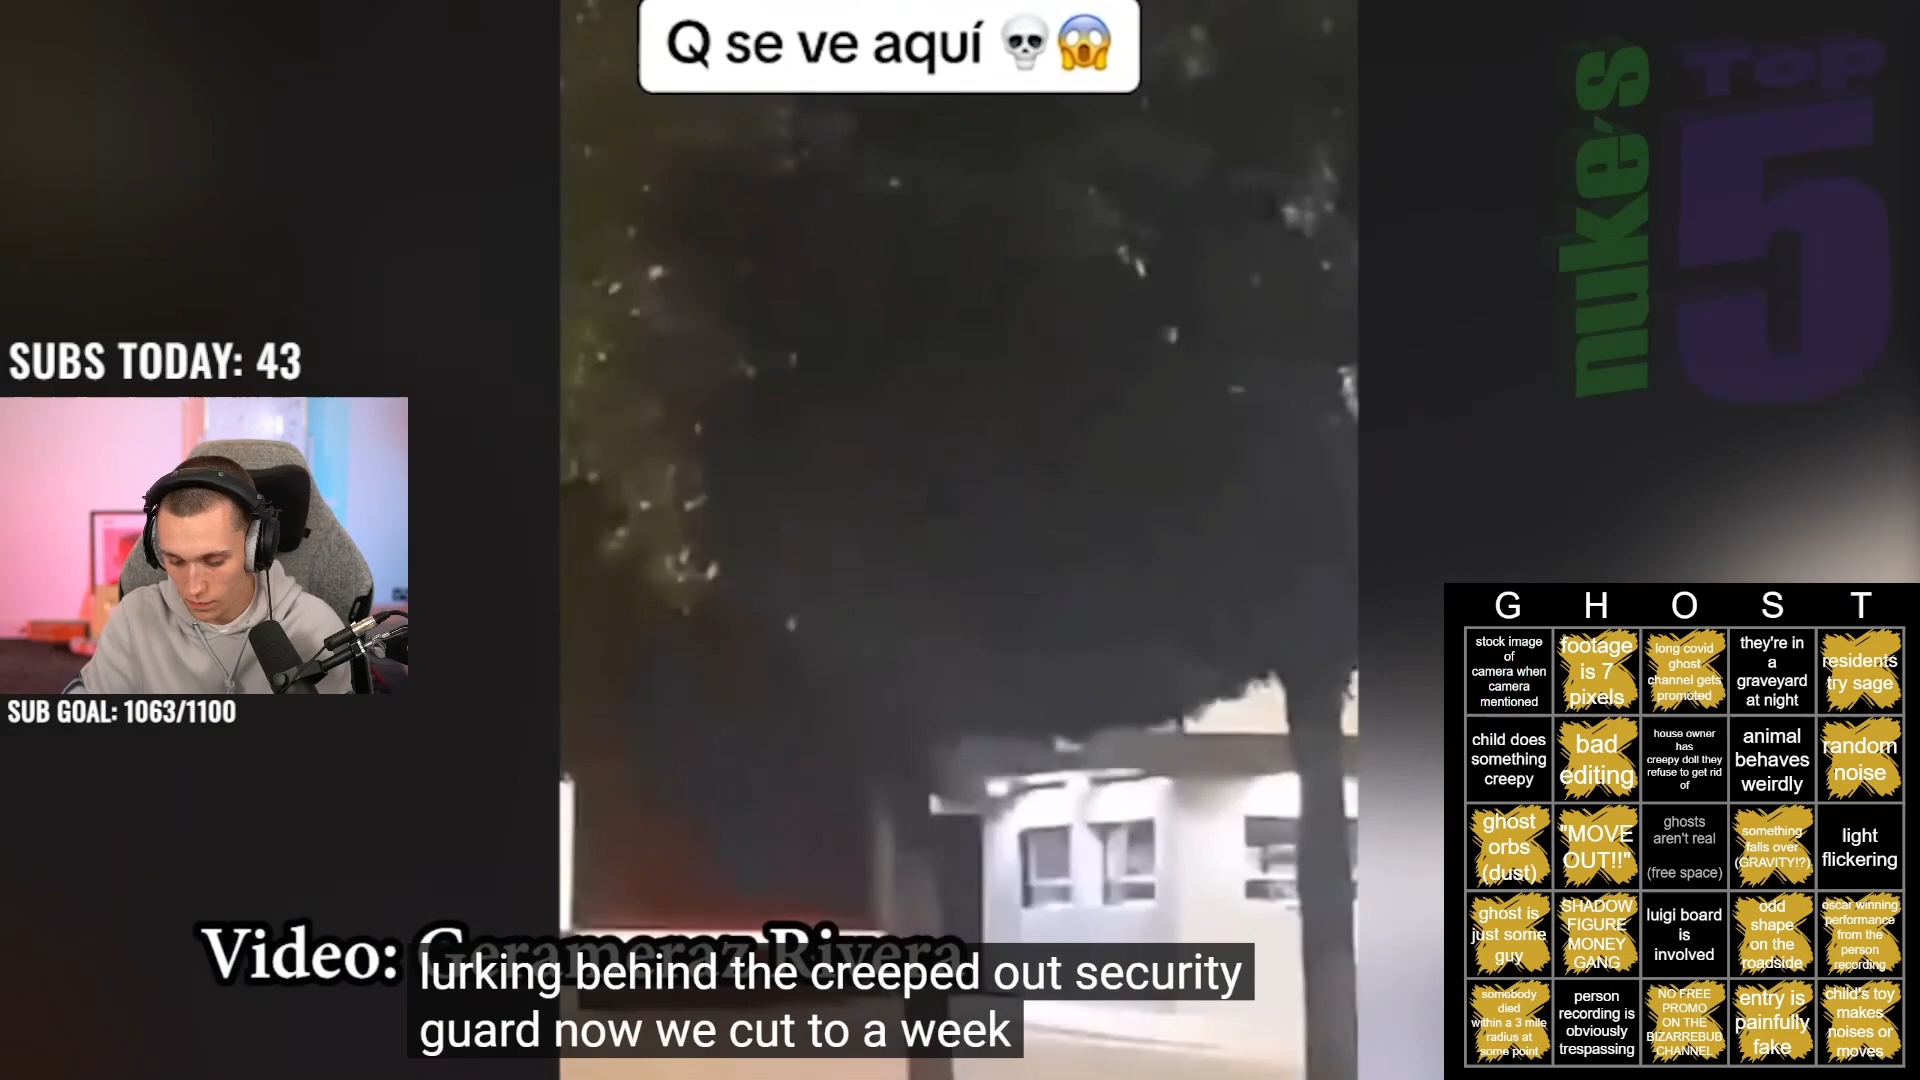 Q se ve aquí 💀😱
nuke's
TOP
5
SUBS TODAY: 43
SUB GOAL: 1063/1100
Video: Gerameraz Rivera
lurking behind the creeped out security
guard now we cut to a week
G H O S T
stock image
of
camera when
camera
mentioned
footage
is 7
pixels
long covid
ghost
channel gets
promoted
they're in
a
graveyard
at night
residents
try sage
child does
something
creepy
bad
editing
house owner
has
creepy doll they
refuse to get rid
of
animal
behaves
weirdly
random
noise
ghost
orbs
(dust)
"MOVE
OUT!!"
ghosts
aren't real
(free space)
something
falls over
(GRAVITY!?)
light
flickering
ghost is
just some
guy
SHADOW
FIGURE
MONEY
GANG
luigi board
is
involved
odd
shape
on the
roadside
oscar winning
performance
from the
person
recording
somebody
died
within a 3 mile
radius at
some point
person
recording is
obviously
trespassing
NO FREE
PROMO
ON THE
BIZARREBUB
CHANNEL
entry is
painfully
fake
child's toy
makes
noises or
moves